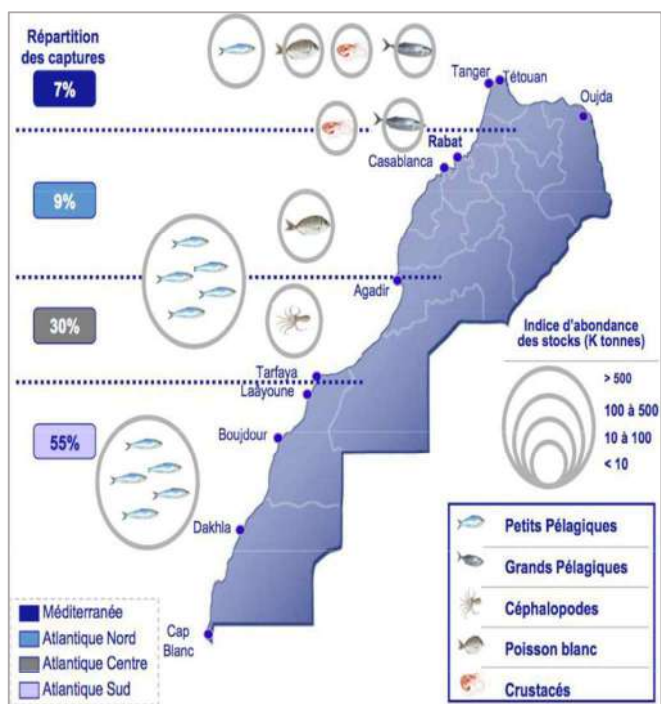 Répartition
des captures
7%
9%
30%
55%
Tanger
Tétouan
Oujda
Rabat
Casablanca
Agadir
Tarfaya
Laâyoune
Boujdour
Dakhla
Cap
Blanc
Indice d'abondance
des stocks (K tonnes)
> 500
100 à 500
10 à 100
< 10
Petits Pélagiques
Grands Pélagiques
Céphalopodes
Poisson blanc
Crustacés
Méditerranée
Atlantique Nord
Atlantique Centre
Atlantique Sud